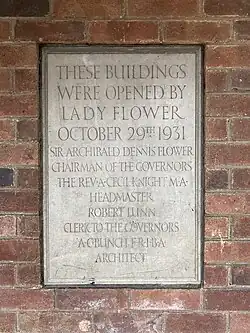 THESE BUILDINGS
WERE OPENED BY
LADY FLOWER
OCTOBER 29TH 1931
SIR ARCHIBALD DENNIS FLOWER
CHAIRMAN OF THE GOVERNORS
THE REV·A·CECIL KNIGHT M·A
HEADMASTER
ROBERT LUNN
CLERK TO THE GOVERNORS
A·C·BUNCH F·R·I·B·A
ARCHITECT